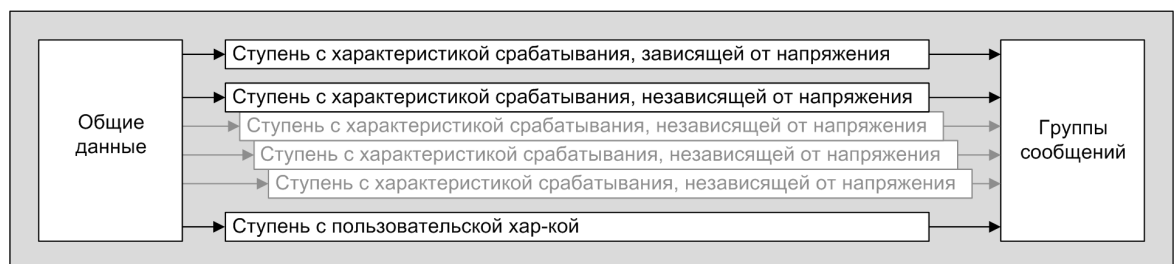 Общие
данные
Ступень с характеристикой срабатывания, зависящей от напряжения
Ступень с характеристикой срабатывания, независящей от напряжения
Ступень с характеристикой срабатывания, независящей от напряжения
Ступень с характеристикой срабатывания, независящей от напряжения
Ступень с характеристикой срабатывания, независящей от напряжения
Ступень с пользовательской хар-кой
Группы
сообщений